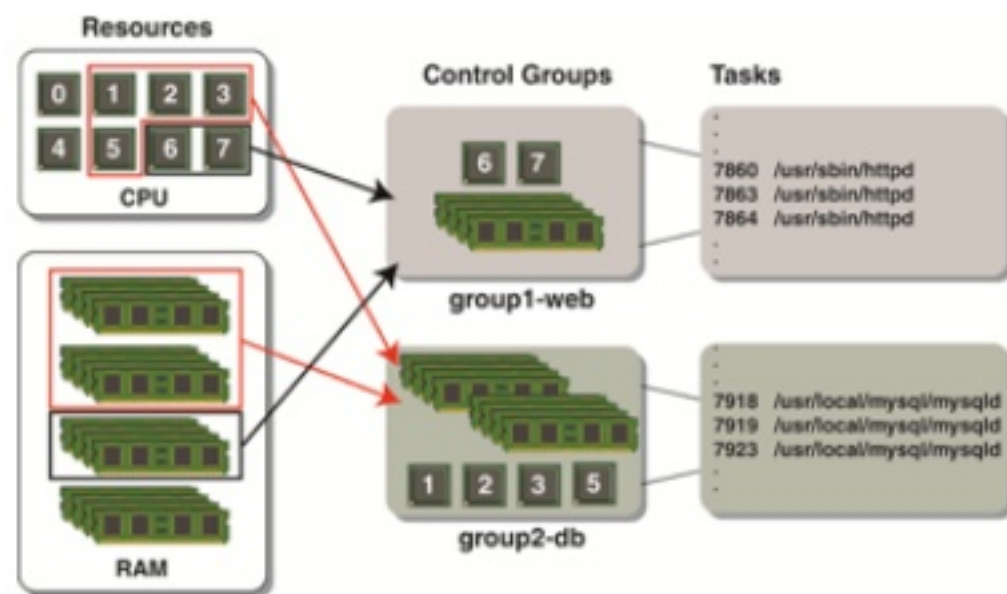 Resources
0 1 2 3
4 5 6 7
CPU
RAM
Control Groups
6 7
group1-web
1 2 3 5
group2-db
Tasks
7860 /usr/sbin/httpd
7863 /usr/sbin/httpd
7864 /usr/sbin/httpd
7918 /usr/local/mysql/mysqld
7919 /usr/local/mysql/mysqld
7923 /usr/local/mysql/mysqld